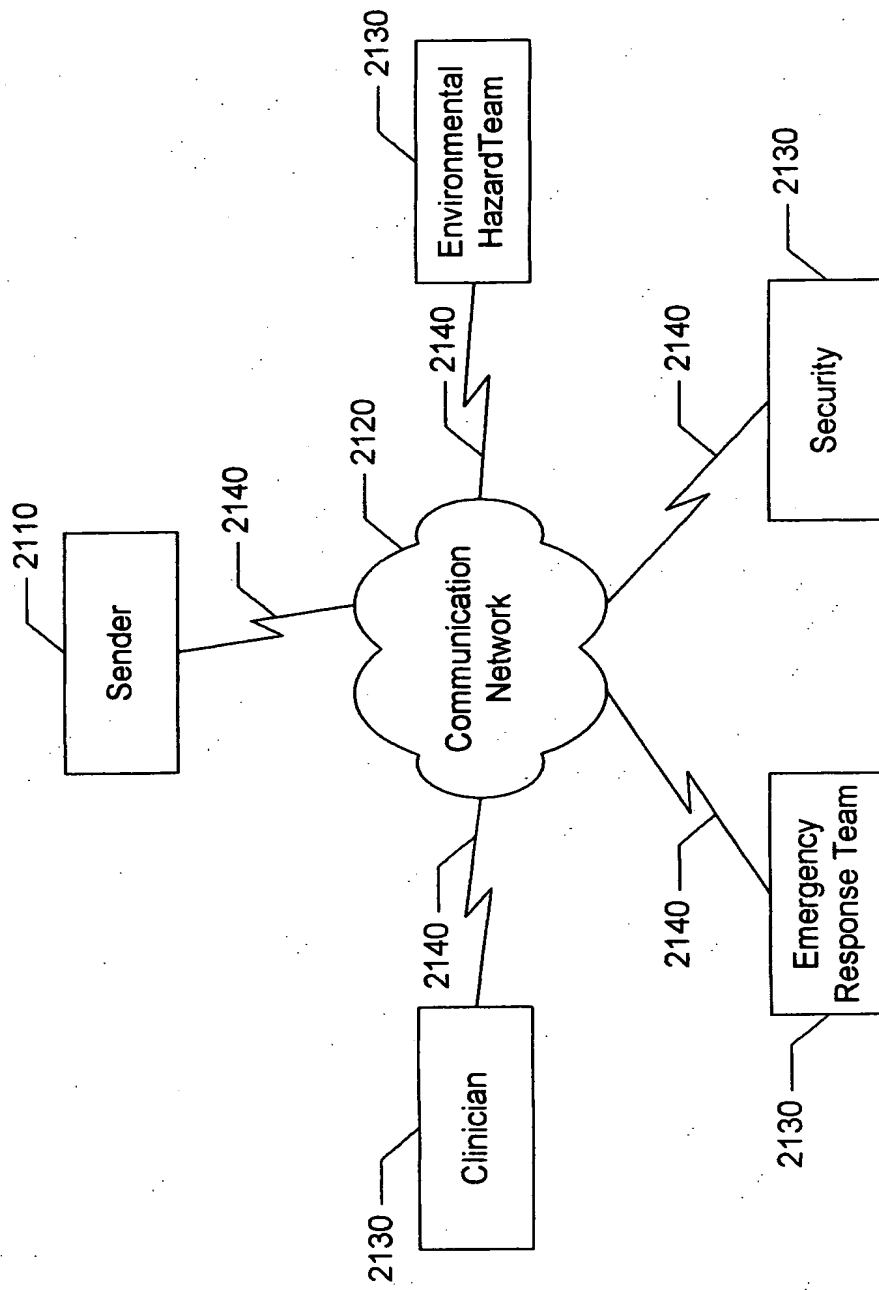 2110
Sender
2140
2120
Communication
Network
2140
Clinician
2130
2140
Environmental
HazardTeam
2130
2140
Emergency
Response Team
2130
2140
Security
2130